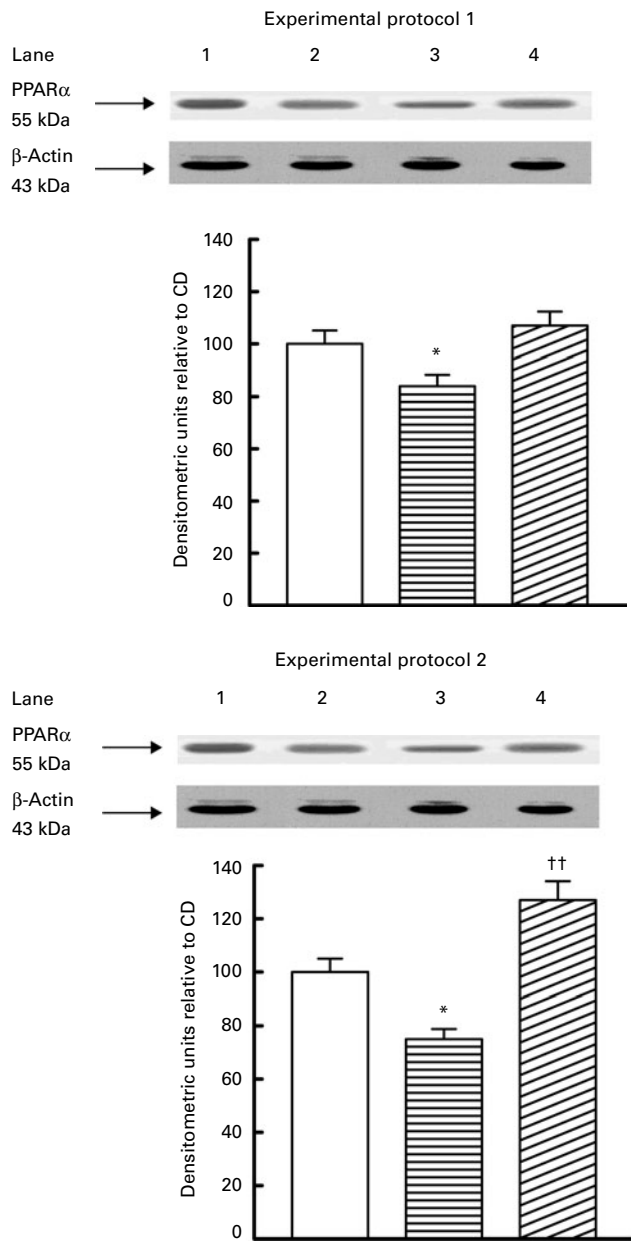 Experimental protocol 1
Lane 1 2 3 4
PPARα
55 kDa
β-Actin
43 kDa
Densitometric units relative to CD
140
120
100
80
60
40
20
0
*
Experimental protocol 2
Lane 1 2 3 4
PPARα
55 kDa
β-Actin
43 kDa
Densitometric units relative to CD
140
120
100
80
60
40
20
0
*
††